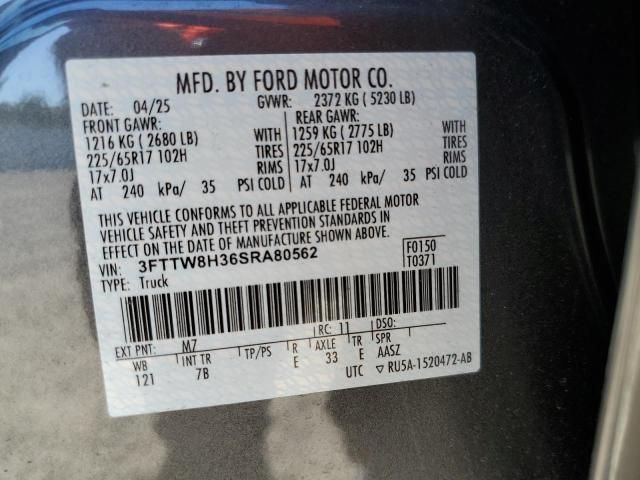 MFD. BY FORD MOTOR CO.
DATE: 04/25 GVWR: 2372 KG ( 5230 LB)
FRONT GAWR: REAR GAWR:
1216 KG ( 2680 LB) WITH 1259 KG ( 2775 LB) WITH
225/65R17 102H TIRES 225/65R17 102H TIRES
17x7.0J RIMS 17x7.0J RIMS
AT 240 kPa/ 35 PSI COLD AT 240 kPa/ 35 PSI COLD
THIS VEHICLE CONFORMS TO ALL APPLICABLE FEDERAL MOTOR
VEHICLE SAFETY AND THEFT PREVENTION STANDARDS IN
EFFECT ON THE DATE OF MANUFACTURE SHOWN ABOVE.
VIN: 3FTTW8H36SRA80562 F0150
TYPE: Truck T0371
EXT PNT: M7 RC: 11 DSO:
WB INT TR TP/PS R AXLE TR SPR
121 7B E 33 E AASZ
UTC ▽ RU5A-1520472-AB